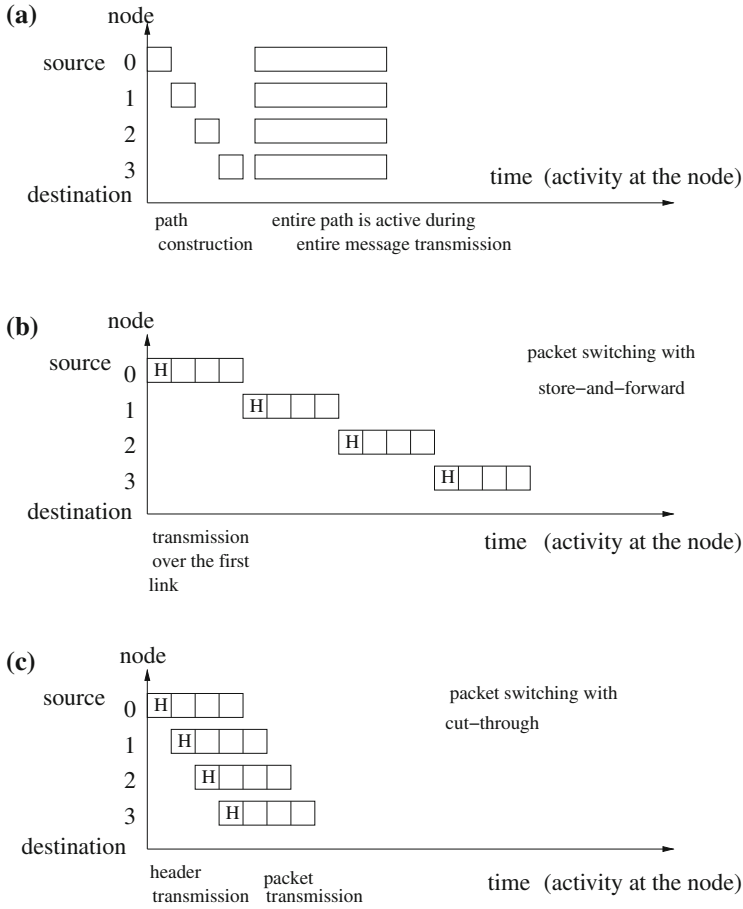 (a)
node
source 0
1
2
3
destination
time (activity at the node)
path
construction
entire path is active during
entire message transmission
(b)
node
source 0
H
packet switching with
store−and−forward
1
H
2
H
3
H
destination
time (activity at the node)
transmission
over the first
link
(c)
node
source 0
H
packet switching with
cut−through
1
H
2
H
3
H
destination
time (activity at the node)
header
transmission
packet
transmission